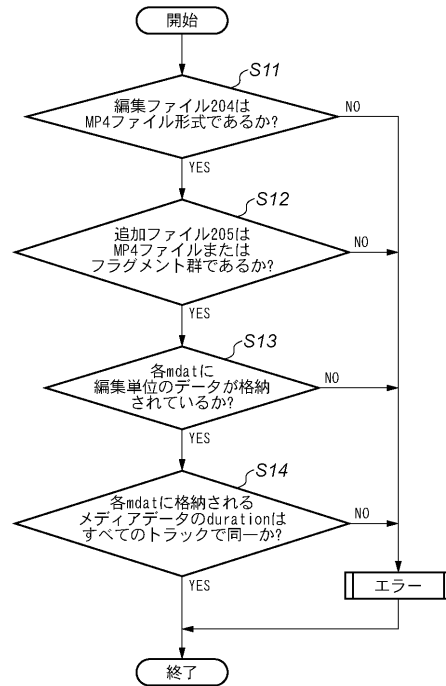 開始
S11
編集ファイル204は
MP4ファイル形式であるか?
NO
YES
S12
追加ファイル205は
MP4ファイルまたは
フラグメント群であるか?
NO
YES
S13
各mdatに
編集単位のデータが格納
されているか?
NO
YES
S14
各mdatに格納される
メディアデータのdurationは
すべてのトラックで同一か?
NO
YES
エラー
終了